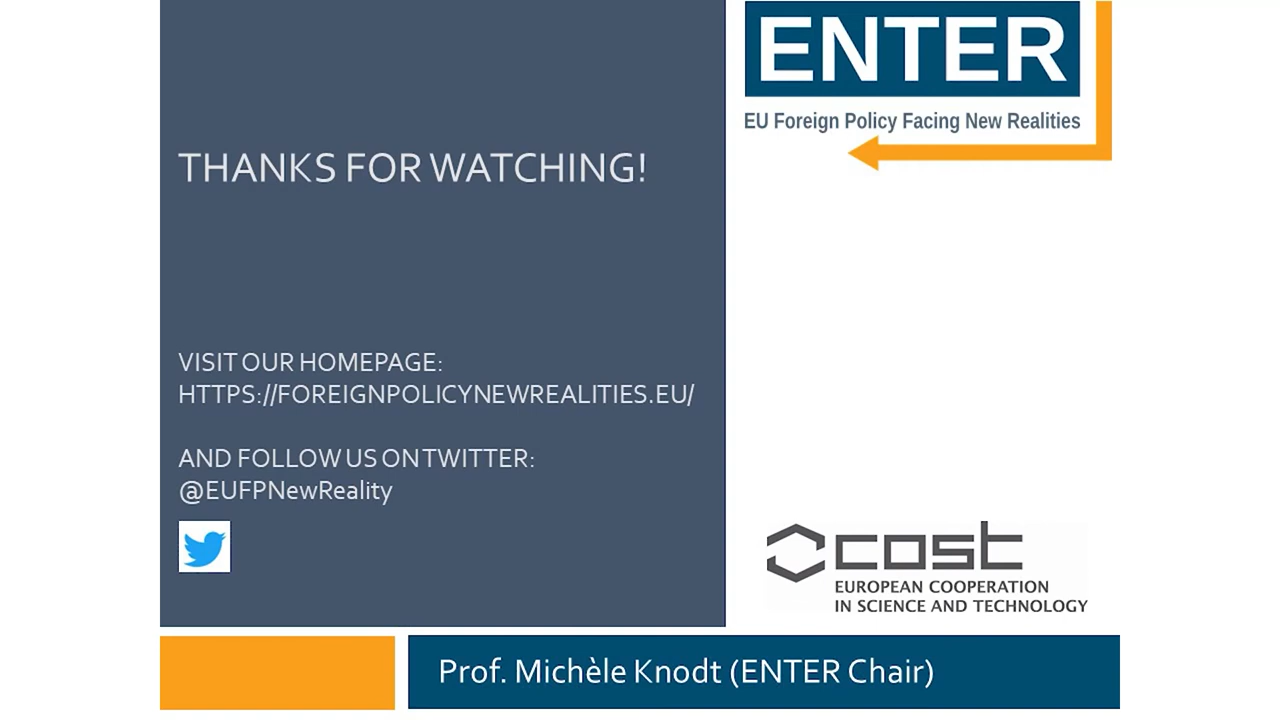 THANKS FOR WATCHING!
VISIT OUR HOMEPAGE:
HTTPS://FOREIGNPOLICYNEWREALITIES.EU/
AND FOLLOW US ON TWITTER:
@EUFPNewReality
ENTER
EU Foreign Policy Facing New Realities
cost
EUROPEAN COOPERATION
IN SCIENCE AND TECHNOLOGY
Prof. Michèle Knodt (ENTER Chair)